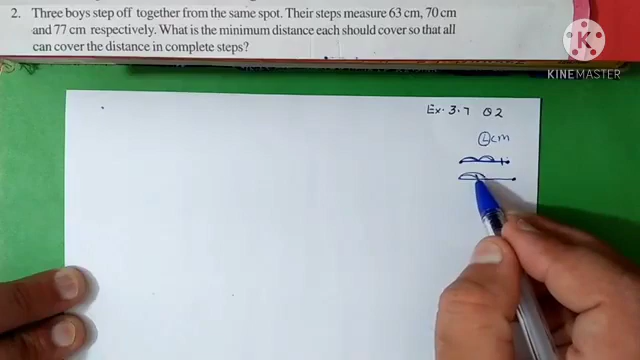 2. Three boys step off together from the same spot. Their steps measure 63 cm, 70 cm
and 77 cm respectively. What is the minimum distance each should cover so that all
can cover the distance in complete steps?
K
KINEMASTER
Ex. 3.7 Q2
Lcm